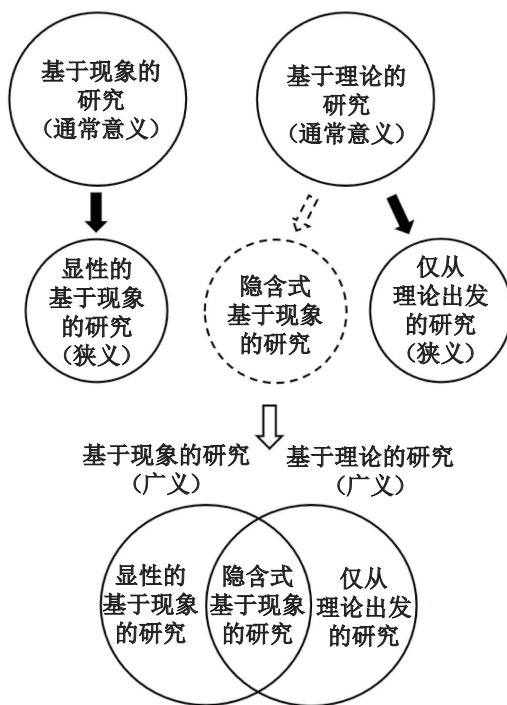 基于现象的
研究
（通常意义）
基于理论的
研究
（通常意义）
显性的
基于现象
的研究
（狭义）
隐含式
基于现象
的研究
仅从
理论出发
的研究
（狭义）
基于现象的研究
（广义）
基于理论的研究
（广义）
显性的
基于现象
的研究
隐含式
基于现象
的研究
仅从
理论出发
的研究